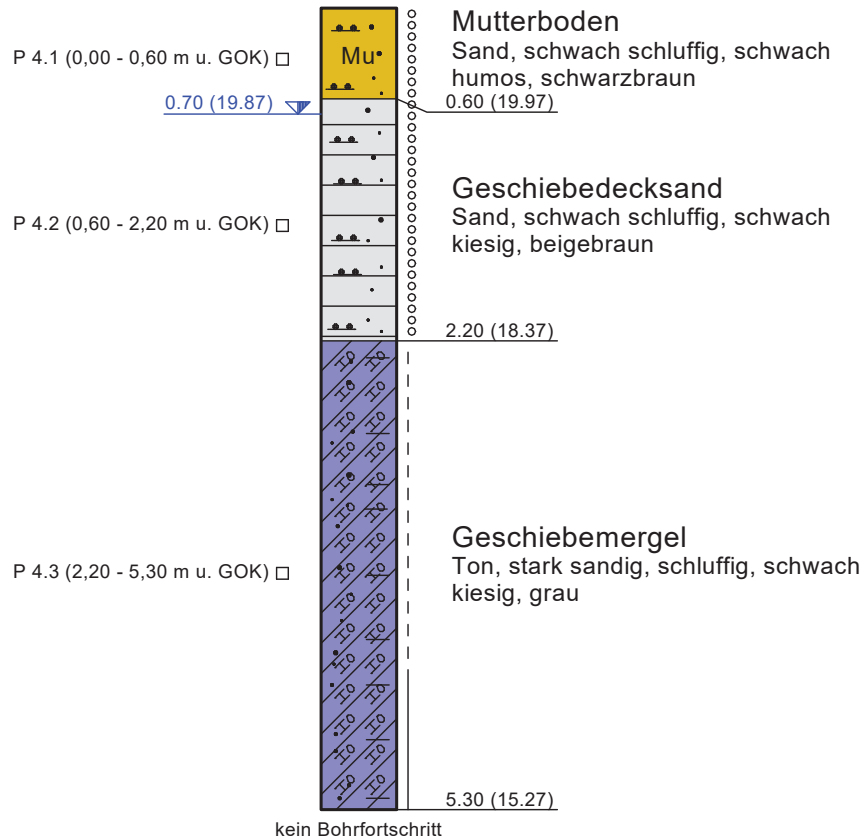 Mutterboden
Sand, schwach schluffig, schwach
humos, schwarzbraun
P 4.1 (0,00 - 0,60 m u. GOK)
Mu
0.70 (19.87)
0.60 (19.97)
Geschiebedecksand
Sand, schwach schluffig, schwach
kiesig, beigebraun
P 4.2 (0,60 - 2,20 m u. GOK)
2.20 (18.37)
Geschiebemergel
Ton, stark sandig, schluffig, schwach
kiesig, grau
P 4.3 (2,20 - 5,30 m u. GOK)
5.30 (15.27)
kein Bohrfortschritt